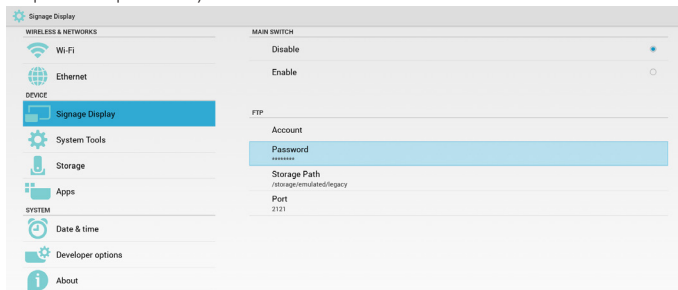 Signage Display
WIRELESS & NETWORKS
Wi-Fi
Ethernet
DEVICE
Signage Display
System Tools
Storage
Apps
SYSTEM
Date & time
Developer options
About
MAIN SWITCH
Disable
Enable
FTP
Account
Password
********
Storage Path
/storage/emulated/legacy
Port
2121